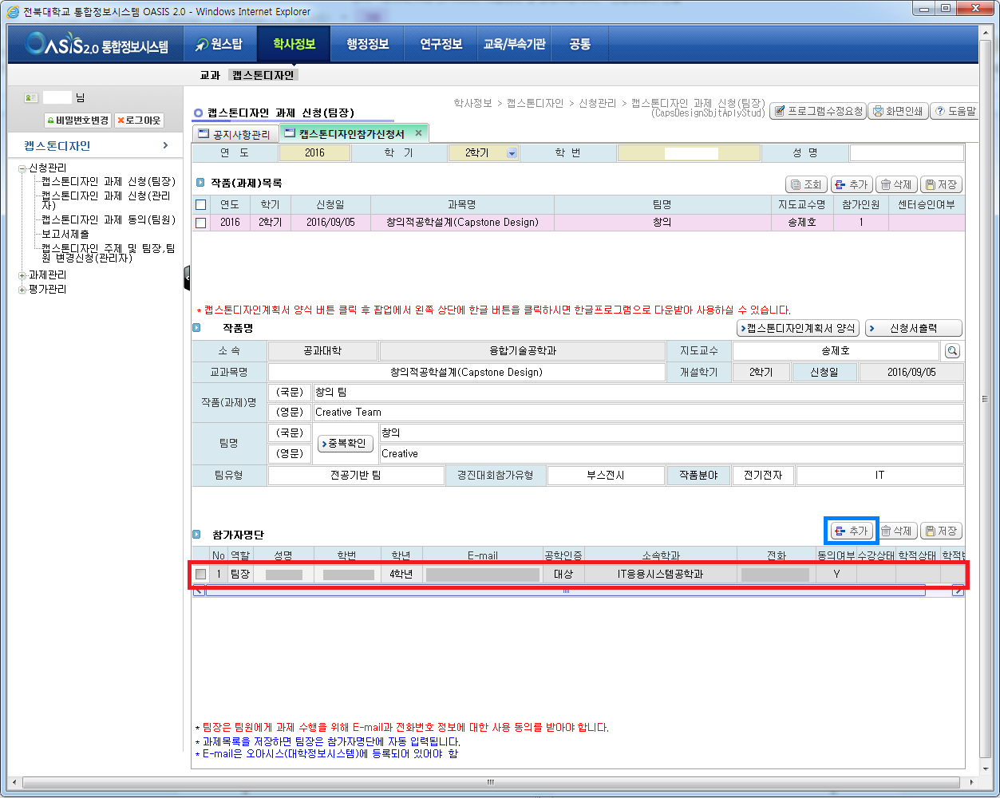 전북대학교 통합정보시스템 OASIS 2.0 - Windows Internet Explorer
OASIS 2.0 통합정보시스템 원스탑 학사정보 행정정보 연구정보 교육/부속기관 공통
교과 캡스톤디자인
님
비밀번호변경 로그아웃
캡스톤디자인
신청관리
캡스톤디자인 과제 신청(팀장)
캡스톤디자인 과제 신청(관리
자)
캡스톤디자인 과제 동의(팀원)
보고서제출
캡스톤디자인 주제 및 팀장,팀
원 변경신청(관리자)
과제관리
평가관리
캡스톤디자인 과제 신청(팀장)
학사정보 > 캡스톤디자인 > 신청관리 > 캡스톤디자인 과제 신청(팀장)
(CapsDesignSbjtAplyStud)
프로그램수정요청 화면인쇄 도움말
공지사항관리 캡스톤디자인참가신청서
연 도 2016 학 기 2학기 학 번 성 명
작품(과제)목록 조회 추가 삭제 저장
연도 학기 신청일 과목명 팀명 지도교수명 참가인원 센터승인여부
2016 2학기 2016/09/05 창의적공학설계(Capstone Design) 창의 송제호 1
* 캡스톤디자인계획서 양식 버튼 클릭 후 팝업에서 왼쪽 상단에 한글 버튼을 클릭하시면 한글프로그램으로 다운받아 사용하실 수 있습니다.
작품명 캡스톤디자인계획서 양식 신청서출력
소 속 공과대학 융합기술공학과 지도교수 송제호
교과목명 창의적공학설계(Capstone Design) 개설학기 2학기 신청일 2016/09/05
작품(과제)명 (국문) 창의 팀
(영문) Creative Team
팀명 (국문) 중복확인 창의
(영문) Creative
팀유형 전공기반 팀 경진대회참가유형 부스전시 작품분야 전기전자 IT
참가자명단 추가 삭제 저장
No 역할 성명 학번 학년 E-mail 공학인증 소속학과 전화 동의여부 수강상태 학적상태
1 팀장 4학년 대상 IT응용시스템공학과 Y
* 팀장은 팀원에게 과제 수행을 위해 E-mail과 전화번호 정보에 대한 사용 동의를 받아야 합니다.
* 과제목록을 저장하면 팀장은 참가자명단에 자동 입력됩니다.
* E-mail은 오아시스(대학정보시스템)에 등록되어 있어야 함